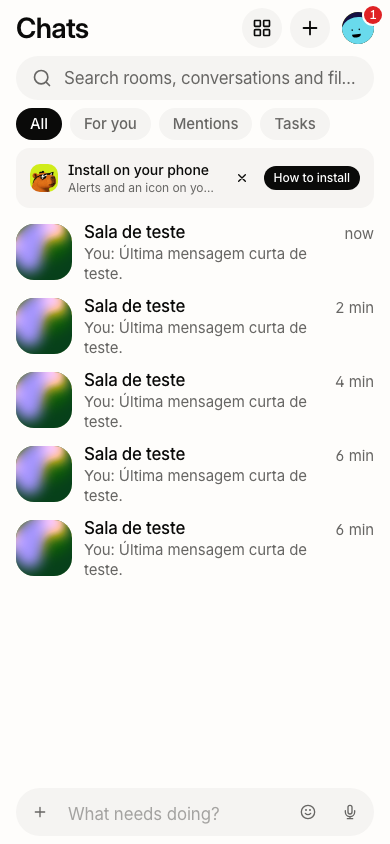 Chats
1
Search rooms, conversations and fil...
All
For you
Mentions
Tasks
Install on your phone
Alerts and an icon on yo...
How to install
Sala de teste
now
You: Última mensagem curta de
teste.
Sala de teste
2 min
You: Última mensagem curta de
teste.
Sala de teste
4 min
You: Última mensagem curta de
teste.
Sala de teste
6 min
You: Última mensagem curta de
teste.
Sala de teste
6 min
You: Última mensagem curta de
teste.
What needs doing?